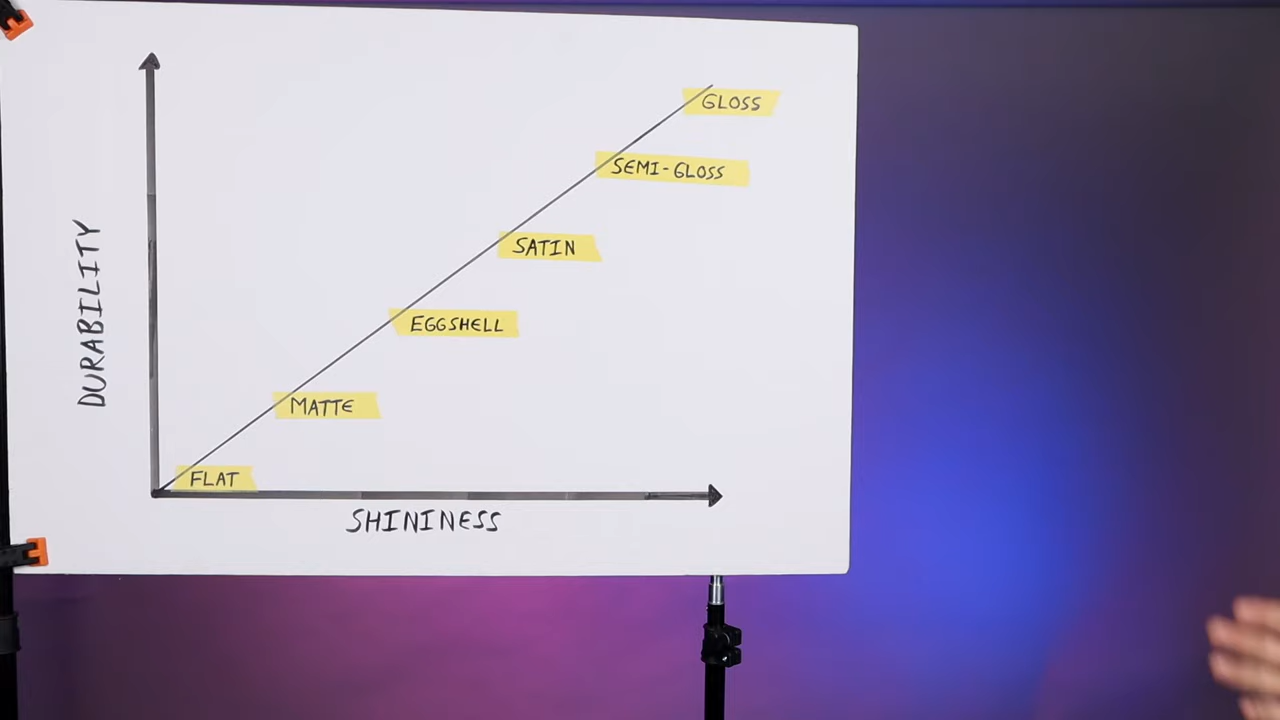 GLOSS
SEMI-GLOSS
SATIN
EGGSHELL
MATTE
FLAT
DURABILITY
SHININESS